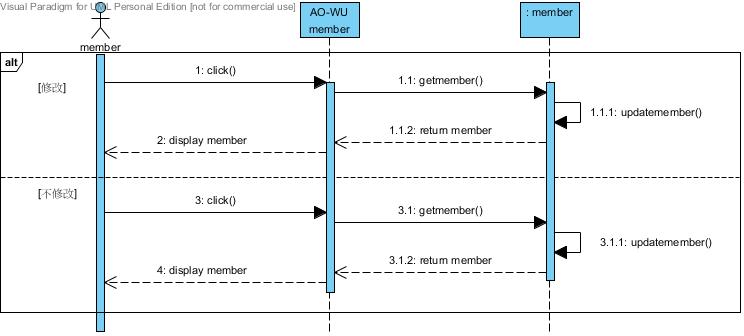 Visual Paradigm for UML Personal Edition [not for commercial use]
member
AO-WU
member
: member
alt
[修改]
1: click()
1.1: getmember()
1.1.1: updatemember()
1.1.2: return member
2: display member
[不修改]
3: click()
3.1: getmember()
3.1.1: updatemember()
3.1.2: return member
4: display member